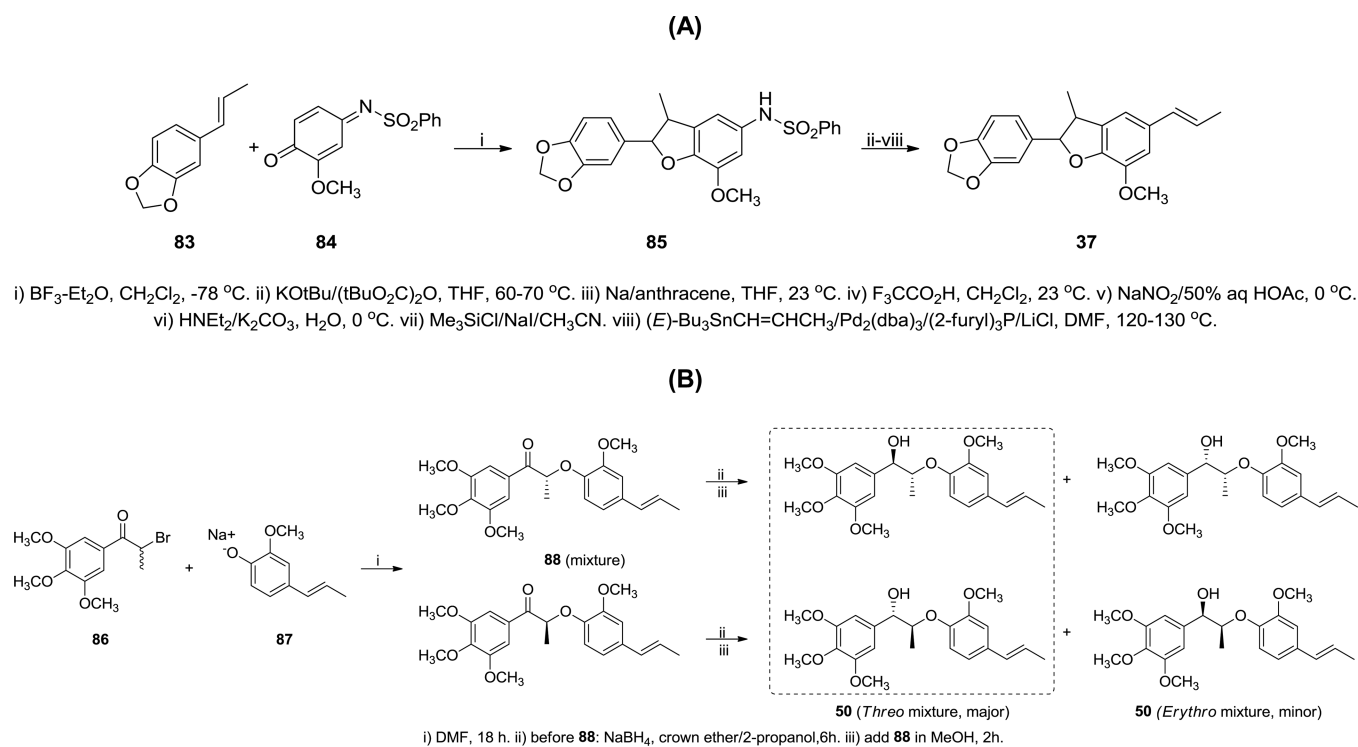 (A)
N
SO2Ph
O
OCH3
O
O
+
i
H
N
SO2Ph
O
O
O
OCH3
ii-viii
O
O
O
OCH3
83
84
85
37
i) BF3-Et2O, CH2Cl2, -78 °C. ii) KOtBu/(tBuO2C)2O, THF, 60-70 °C. iii) Na/anthracene, THF, 23 °C. iv) F3CCO2H, CH2Cl2, 23 °C. v) NaNO2/50% aq HOAc, 0 °C.
vi) HNEt2/K2CO3, H2O, 0 °C. vii) Me3SiCl/NaI/CH3CN. viii) (E)-Bu3SnCH=CHCH3/Pd2(dba)3/(2-furyl)3P/LiCl, DMF, 120-130 °C.
(B)
O
Br
H3CO
H3CO
OCH3
86
+
Na+
-O
OCH3
87
i
O
OCH3
H3CO
O
H3CO
OCH3
88 (mixture)
O
OCH3
H3CO
O
H3CO
OCH3
ii
iii
ii
iii
OH
OCH3
H3CO
O
H3CO
OCH3
+
OH
OCH3
H3CO
O
H3CO
OCH3
OH
OCH3
H3CO
O
H3CO
OCH3
+
OH
OCH3
H3CO
O
H3CO
OCH3
50 (Threo mixture, major)
50 (Erythro mixture, minor)
i) DMF, 18 h. ii) before 88: NaBH4, crown ether/2-propanol,6h. iii) add 88 in MeOH, 2h.